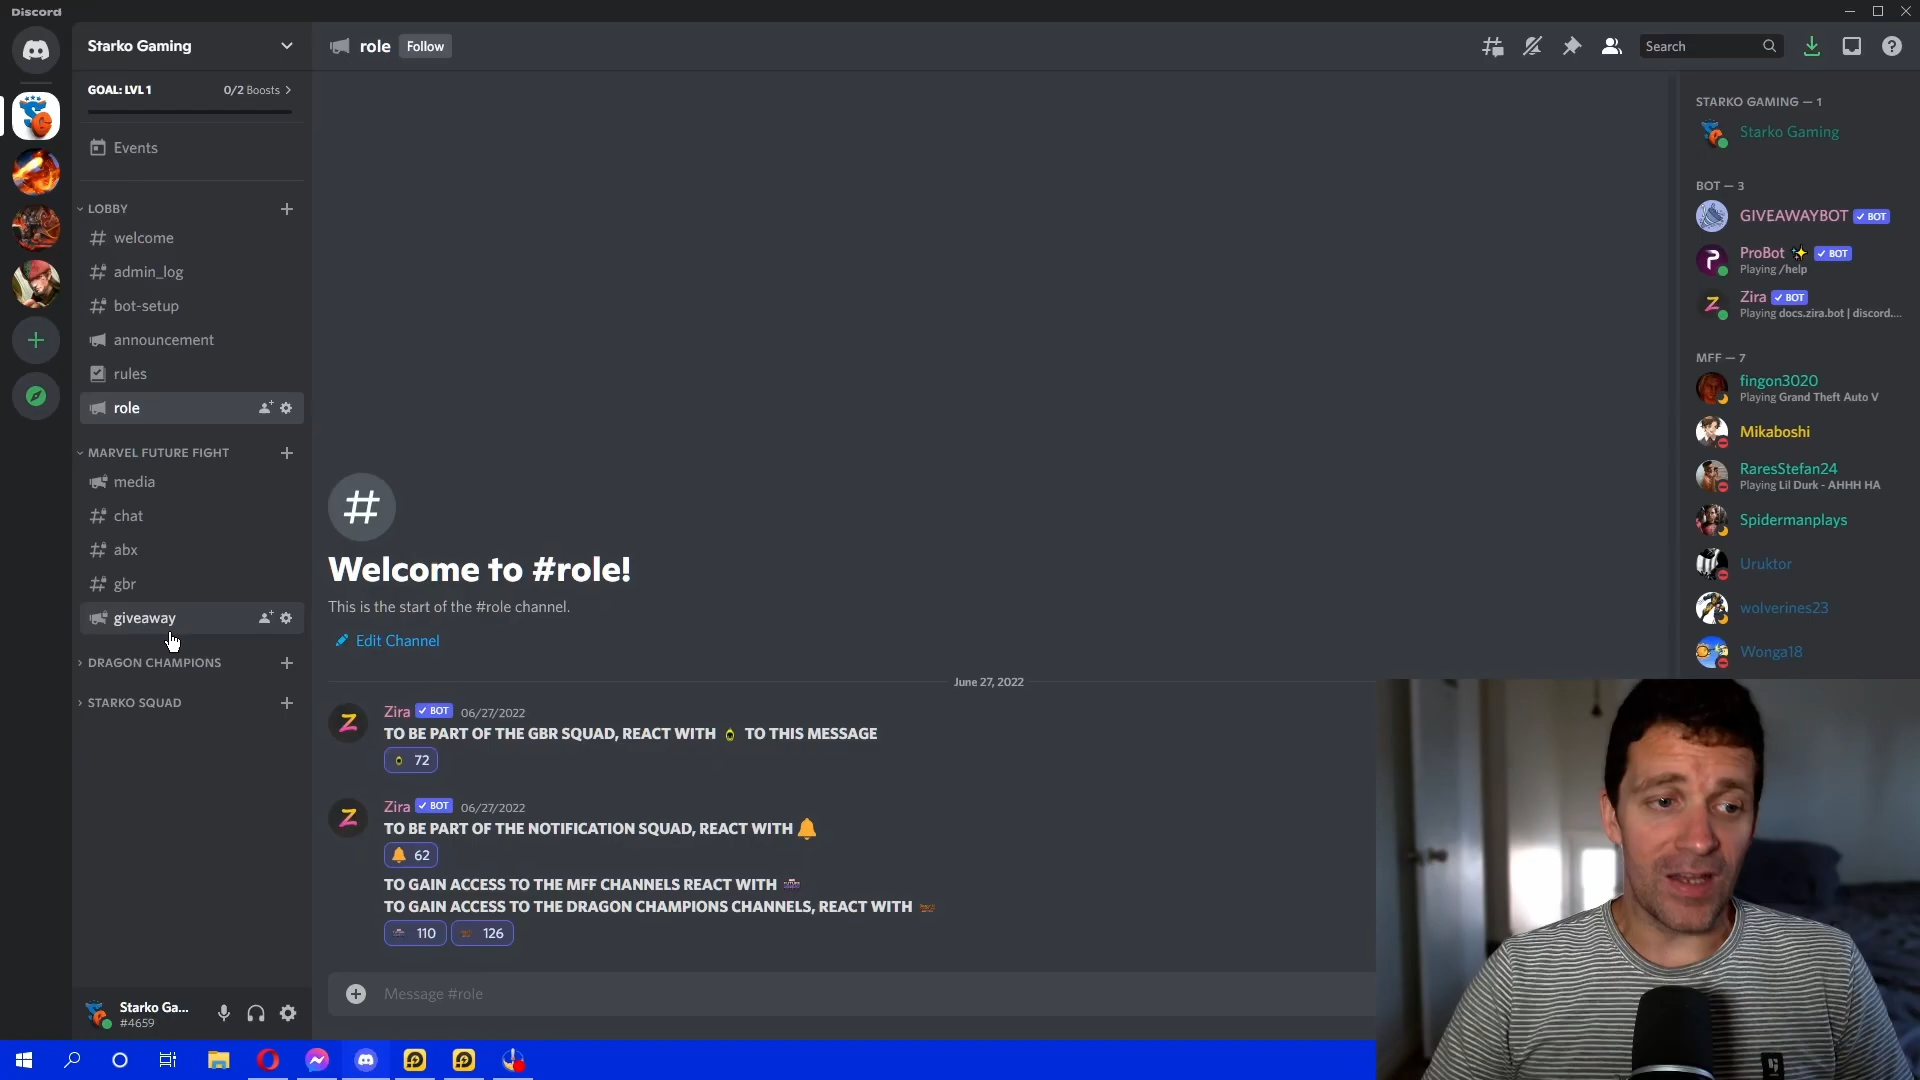 Discord
Starko Gaming
GOAL: LVL 1 0/2 Boosts
Events
LOBBY
welcome
admin_log
bot-setup
announcement
rules
role
MARVEL FUTURE FIGHT
media
chat
abx
gbr
giveaway
DRAGON CHAMPIONS
STARKO SQUAD
Starko Ga...
#4659
role Follow
Search
Welcome to #role!
This is the start of the #role channel.
Edit Channel
June 27, 2022
Zira BOT 06/27/2022
TO BE PART OF THE GBR SQUAD, REACT WITH TO THIS MESSAGE
72
Zira BOT 06/27/2022
TO BE PART OF THE NOTIFICATION SQUAD, REACT WITH
62
TO GAIN ACCESS TO THE MFF CHANNELS REACT WITH
TO GAIN ACCESS TO THE DRAGON CHAMPIONS CHANNELS, REACT WITH
110 126
Message #role
STARKO GAMING — 1
Starko Gaming
BOT — 3
GIVEAWAYBOT BOT
ProBot BOT
Playing /help
Zira BOT
Playing docs.zira.bot | discord....
MFF — 7
fingon3020
Playing Grand Theft Auto V
Mikaboshi
RaresStefan24
Playing Lil Durk - AHHH HA
Spidermanplays
Uruktor
wolverines23
Wonga18